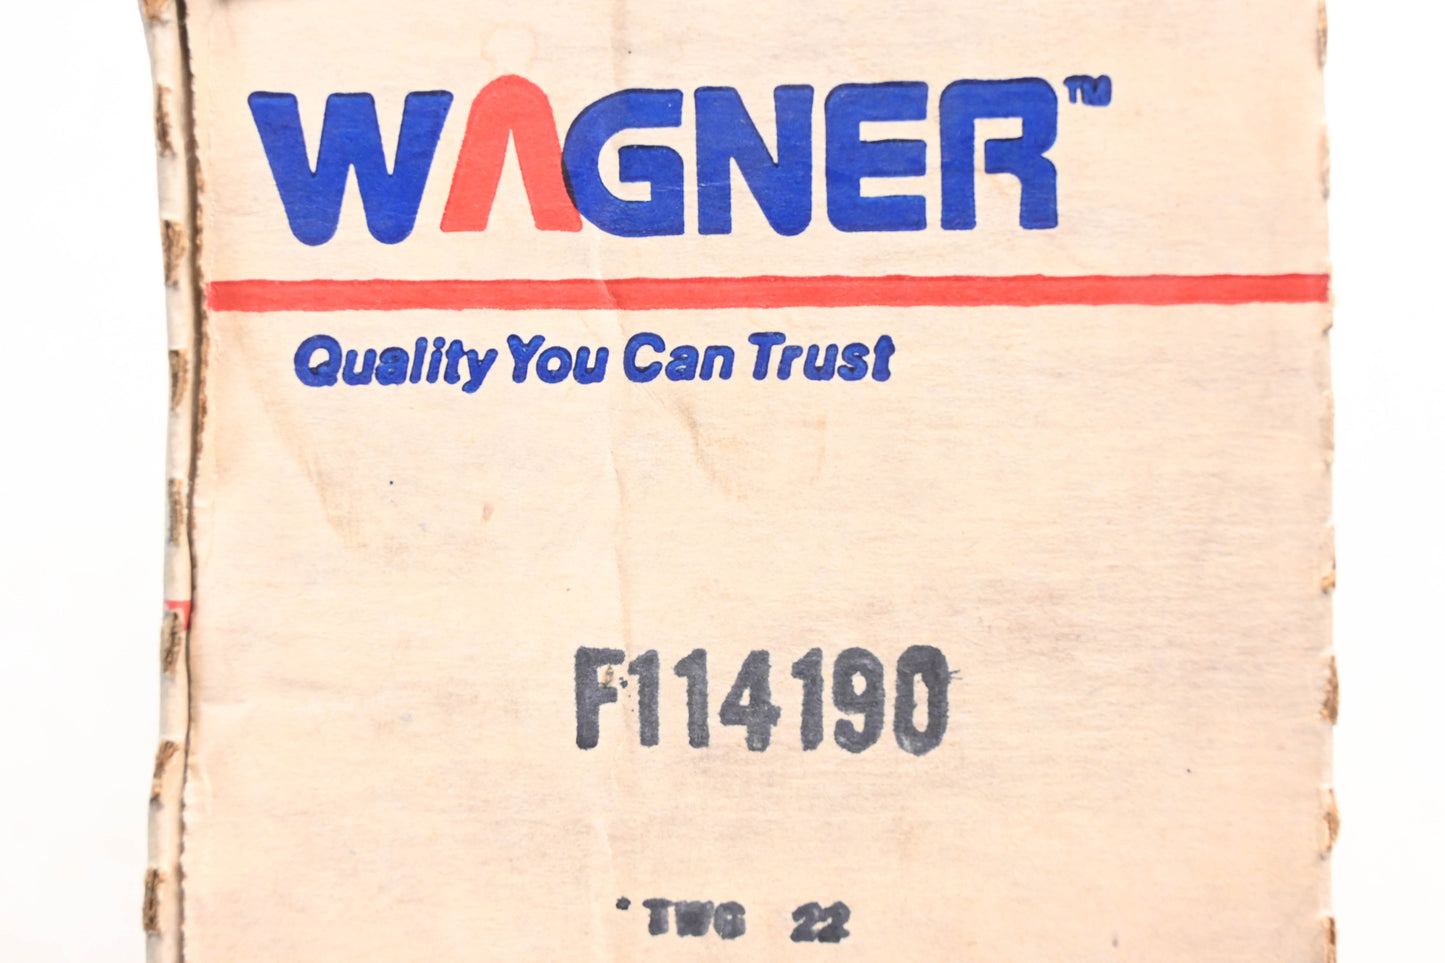 WAGNER™
Quality You Can Trust
F114190
TWG 22